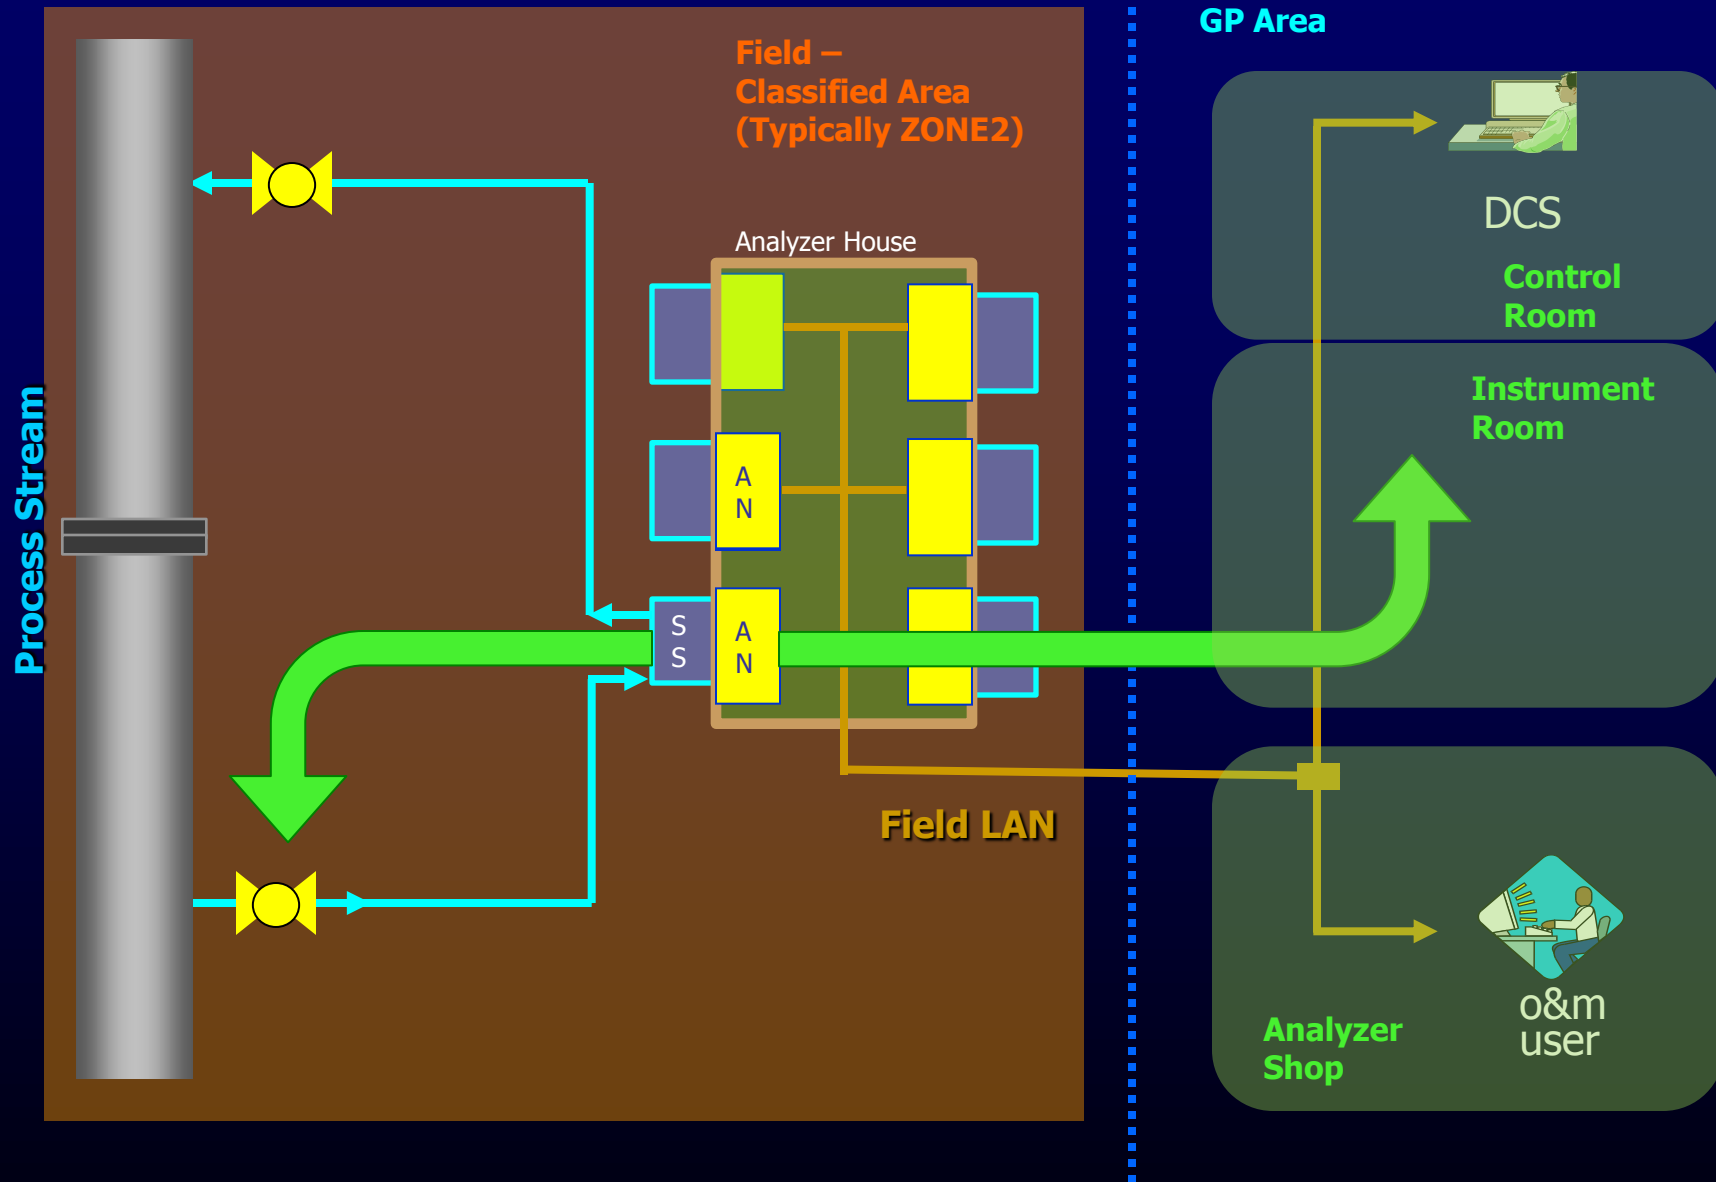 GP Area
Field –
Classified Area
(Typically ZONE2)
DCS
Analyzer House
Control
Room
Instrument
Room
Process Stream
A
N
S
S
A
N
Field LAN
o&m
user
Analyzer
Shop